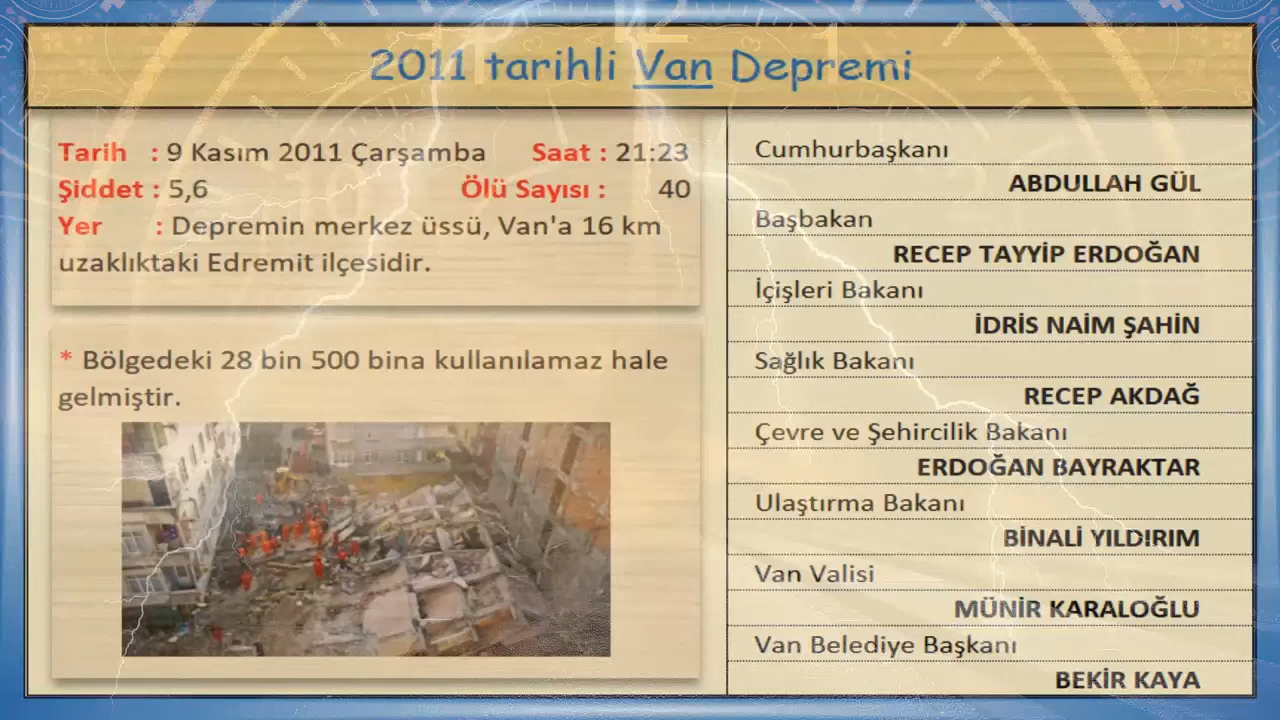 2011 tarihli Van Depremi
Tarih : 9 Kasım 2011 Çarşamba Saat : 21:23
Şiddet : 5,6 Ölü Sayısı : 40
Yer : Depremin merkez üssü, Van'a 16 km
uzaklıktaki Edremit ilçesidir.
* Bölgedeki 28 bin 500 bina kullanılamaz hale
gelmiştir.
Cumhurbaşkanı
ABDULLAH GÜL
Başbakan
RECEP TAYYİP ERDOĞAN
İçişleri Bakanı
İDRİS NAİM ŞAHİN
Sağlık Bakanı
RECEP AKDAĞ
Çevre ve Şehircilik Bakanı
ERDOĞAN BAYRAKTAR
Ulaştırma Bakanı
BİNALİ YILDIRIM
Van Valisi
MÜNİR KARALOĞLU
Van Belediye Başkanı
BEKİR KAYA